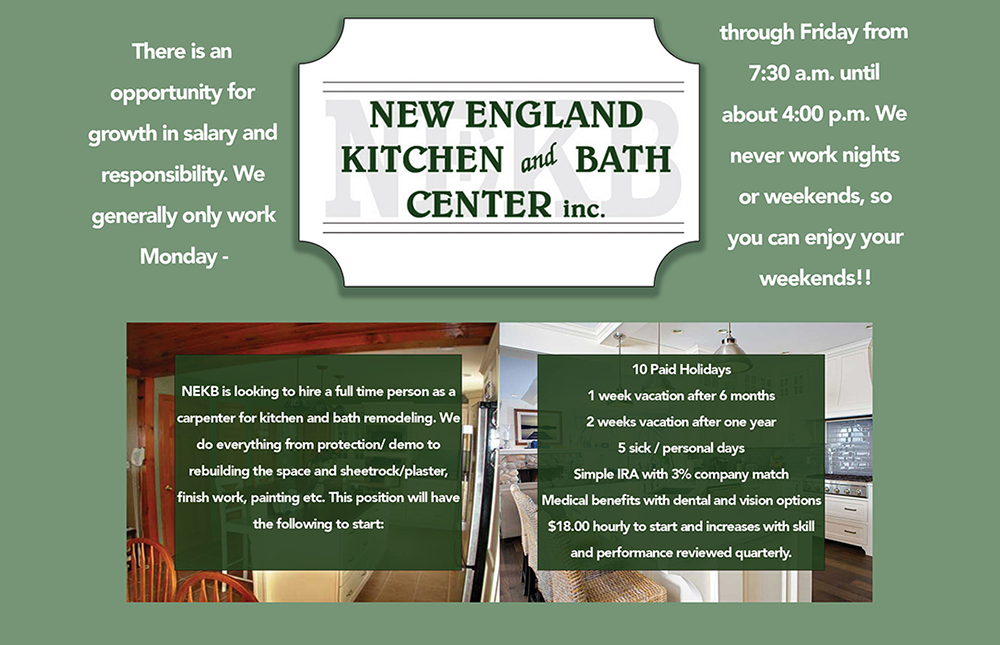 There is an
opportunity for
growth in salary and
responsibility. We
generally only work
Monday -
NEKB
NEW ENGLAND
KITCHEN and BATH
CENTER inc.
through Friday from
7:30 a.m. until
about 4:00 p.m. We
never work nights
or weekends, so
you can enjoy your
weekends!!
NEKB is looking to hire a full time person as a
carpenter for kitchen and bath remodeling. We
do everything from protection/ demo to
rebuilding the space and sheetrock/plaster,
finish work, painting etc. This position will have
the following to start:
10 Paid Holidays
1 week vacation after 6 months
2 weeks vacation after one year
5 sick / personal days
Simple IRA with 3% company match
Medical benefits with dental and vision options
$18.00 hourly to start and increases with skill
and performance reviewed quarterly.